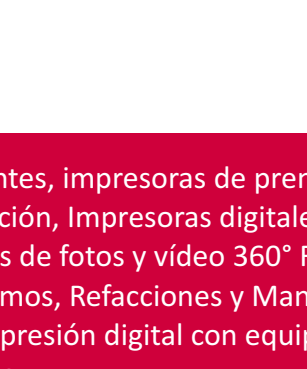 ntes, impresoras de pren
ción, Impresoras digitale
s de fotos y vídeo 360°
mos, Refacciones y Man
presión digital con equip